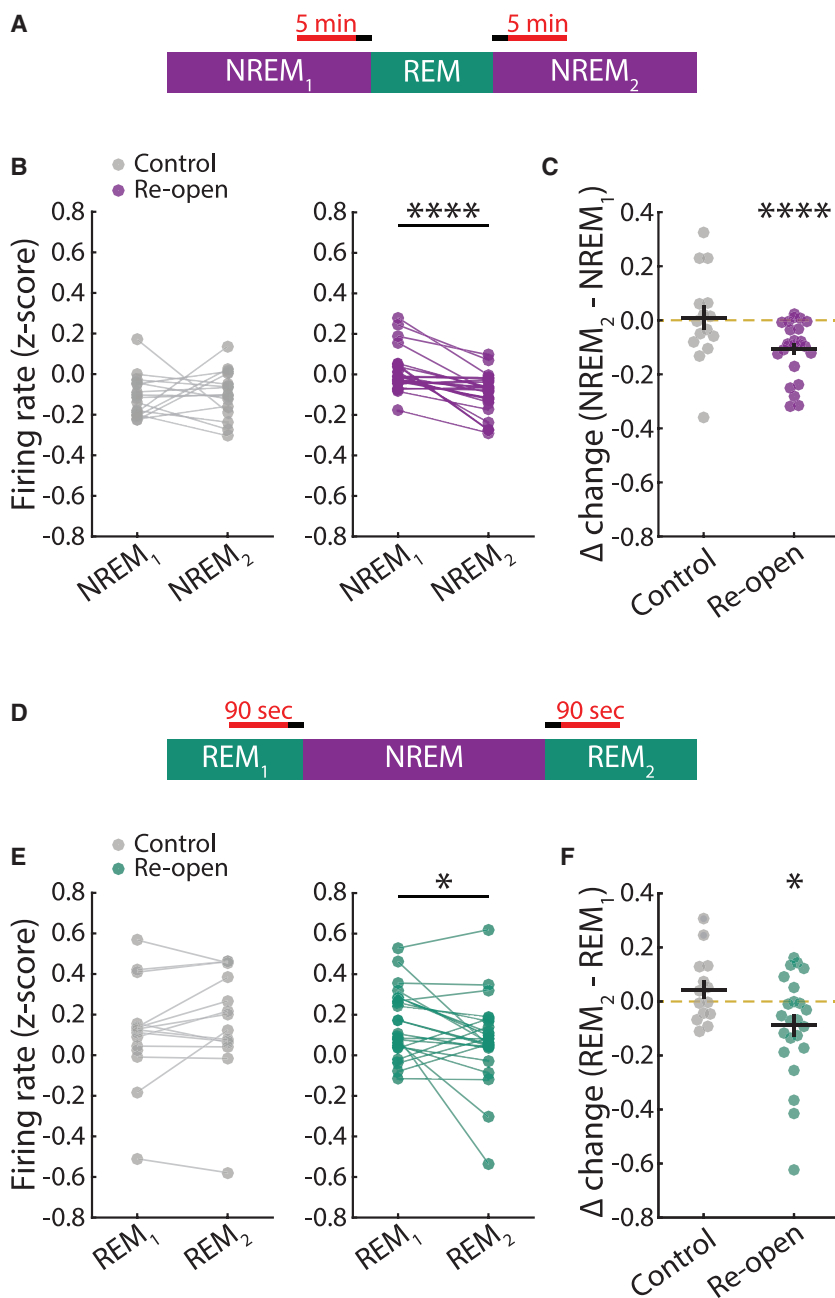 A
5 min
5 min
NREM₁
REM
NREM₂
B
Control
Re-open
Firing rate (z-score)
0.8
0.6
0.4
0.2
0.0
-0.2
-0.4
-0.6
-0.8
NREM₁
NREM₂
****
0.8
0.6
0.4
0.2
0.0
-0.2
-0.4
-0.6
-0.8
NREM₁
NREM₂
C
****
Δ change (NREM₂ - NREM₁)
0.4
0.2
0.0
-0.2
-0.4
-0.6
-0.8
Control
Re-open
D
90 sec
90 sec
REM₁
NREM
REM₂
E
Control
Re-open
Firing rate (z-score)
0.8
0.6
0.4
0.2
0.0
-0.2
-0.4
-0.6
-0.8
REM₁
REM₂
*
0.8
0.6
0.4
0.2
0.0
-0.2
-0.4
-0.6
-0.8
REM₁
REM₂
F
*
Δ change (REM₂ - REM₁)
0.4
0.2
0.0
-0.2
-0.4
-0.6
-0.8
Control
Re-open